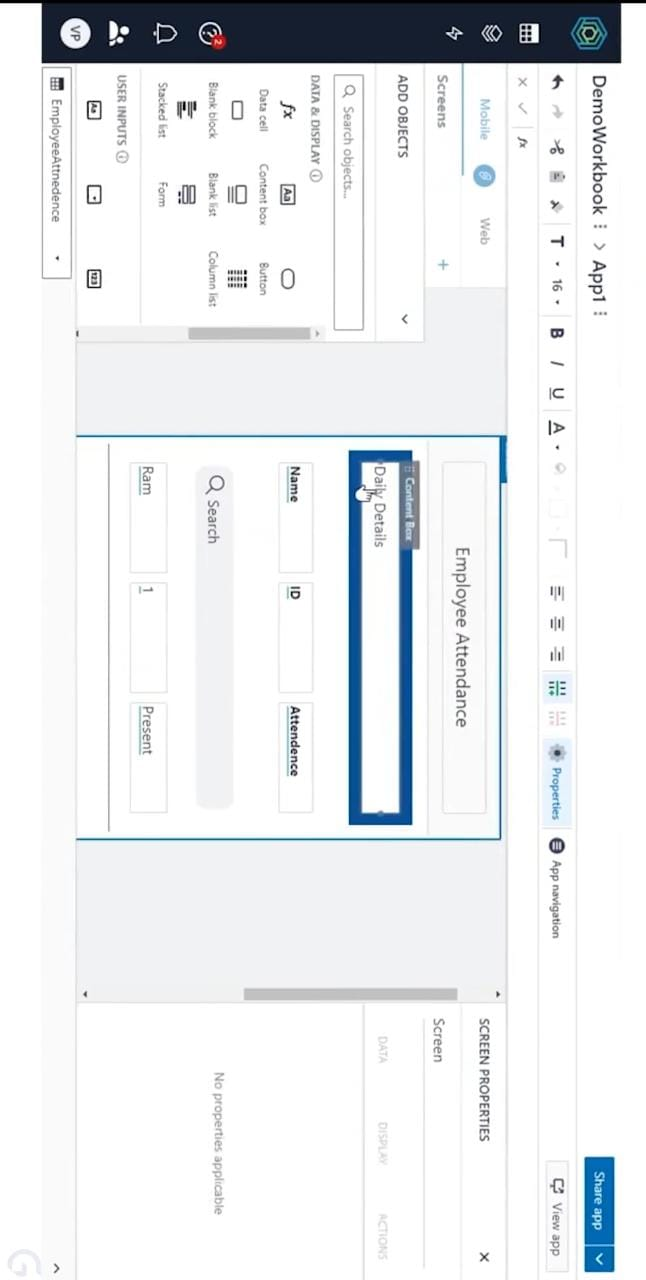 DemoWorkbook > App1
Share app
T 16 B I U A Properties App navigation View app
fx
Mobile Web
Screens +
ADD OBJECTS
Search objects...
DATA & DISPLAY
Data cell Content box Button
Blank block Blank list Column list
Stacked list Form
USER INPUTS
Employee Attendance
Content Box
Daily Details
Name ID Attendence
Search
Ram 1 Present
SCREEN PROPERTIES
Screen
DATA DISPLAY ACTIONS
No properties applicable
2
VP
EmployeeAttnedence